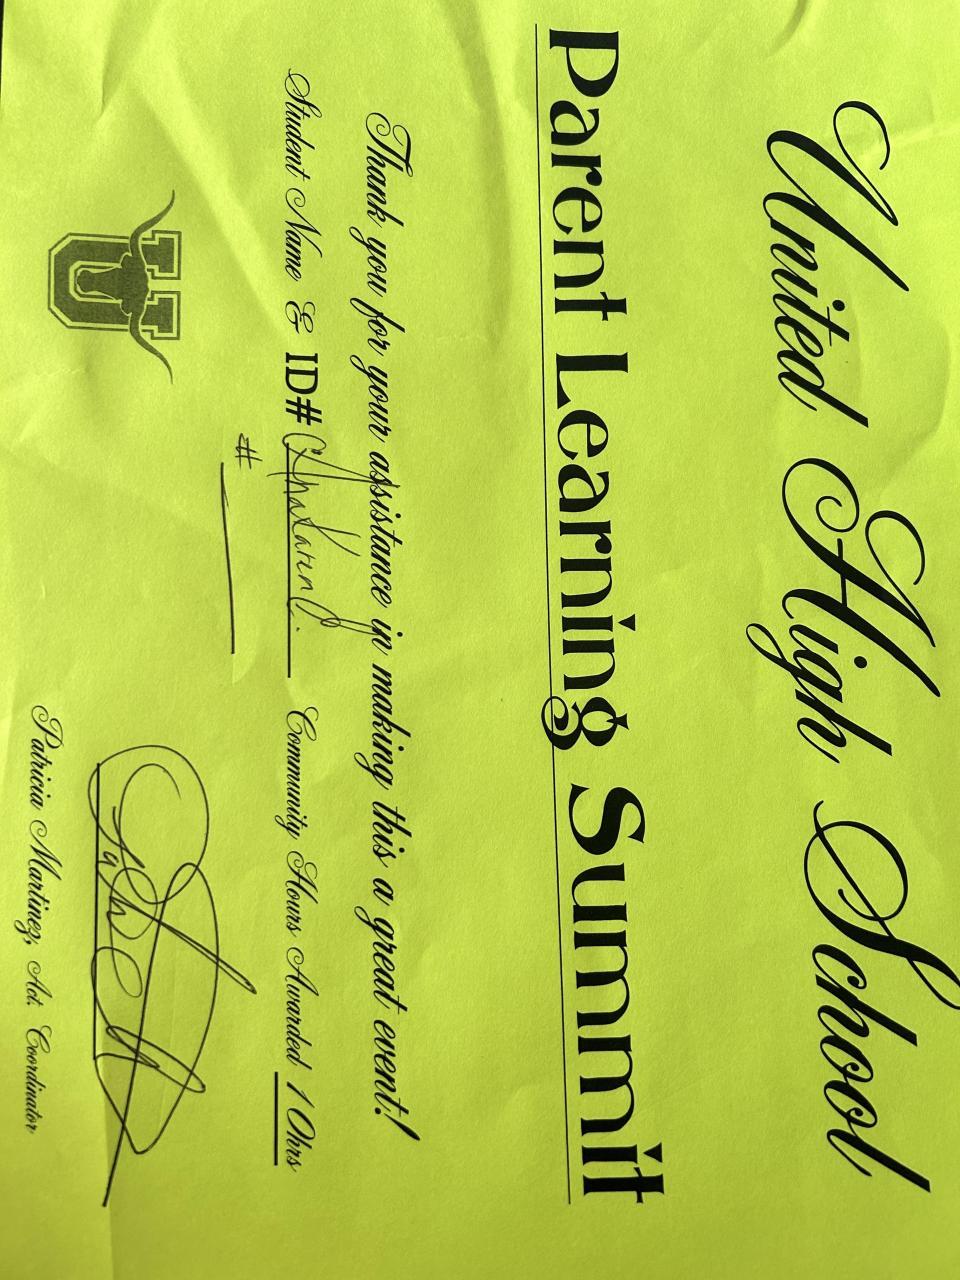 United High School
Parent Learning Summit
Thank you for your assistance in making this a great event!
Student Name & ID# AnaKaren C.
#
Community Hours Awarded 10hrs
U
Patricia Martinez, Act. Coordinator